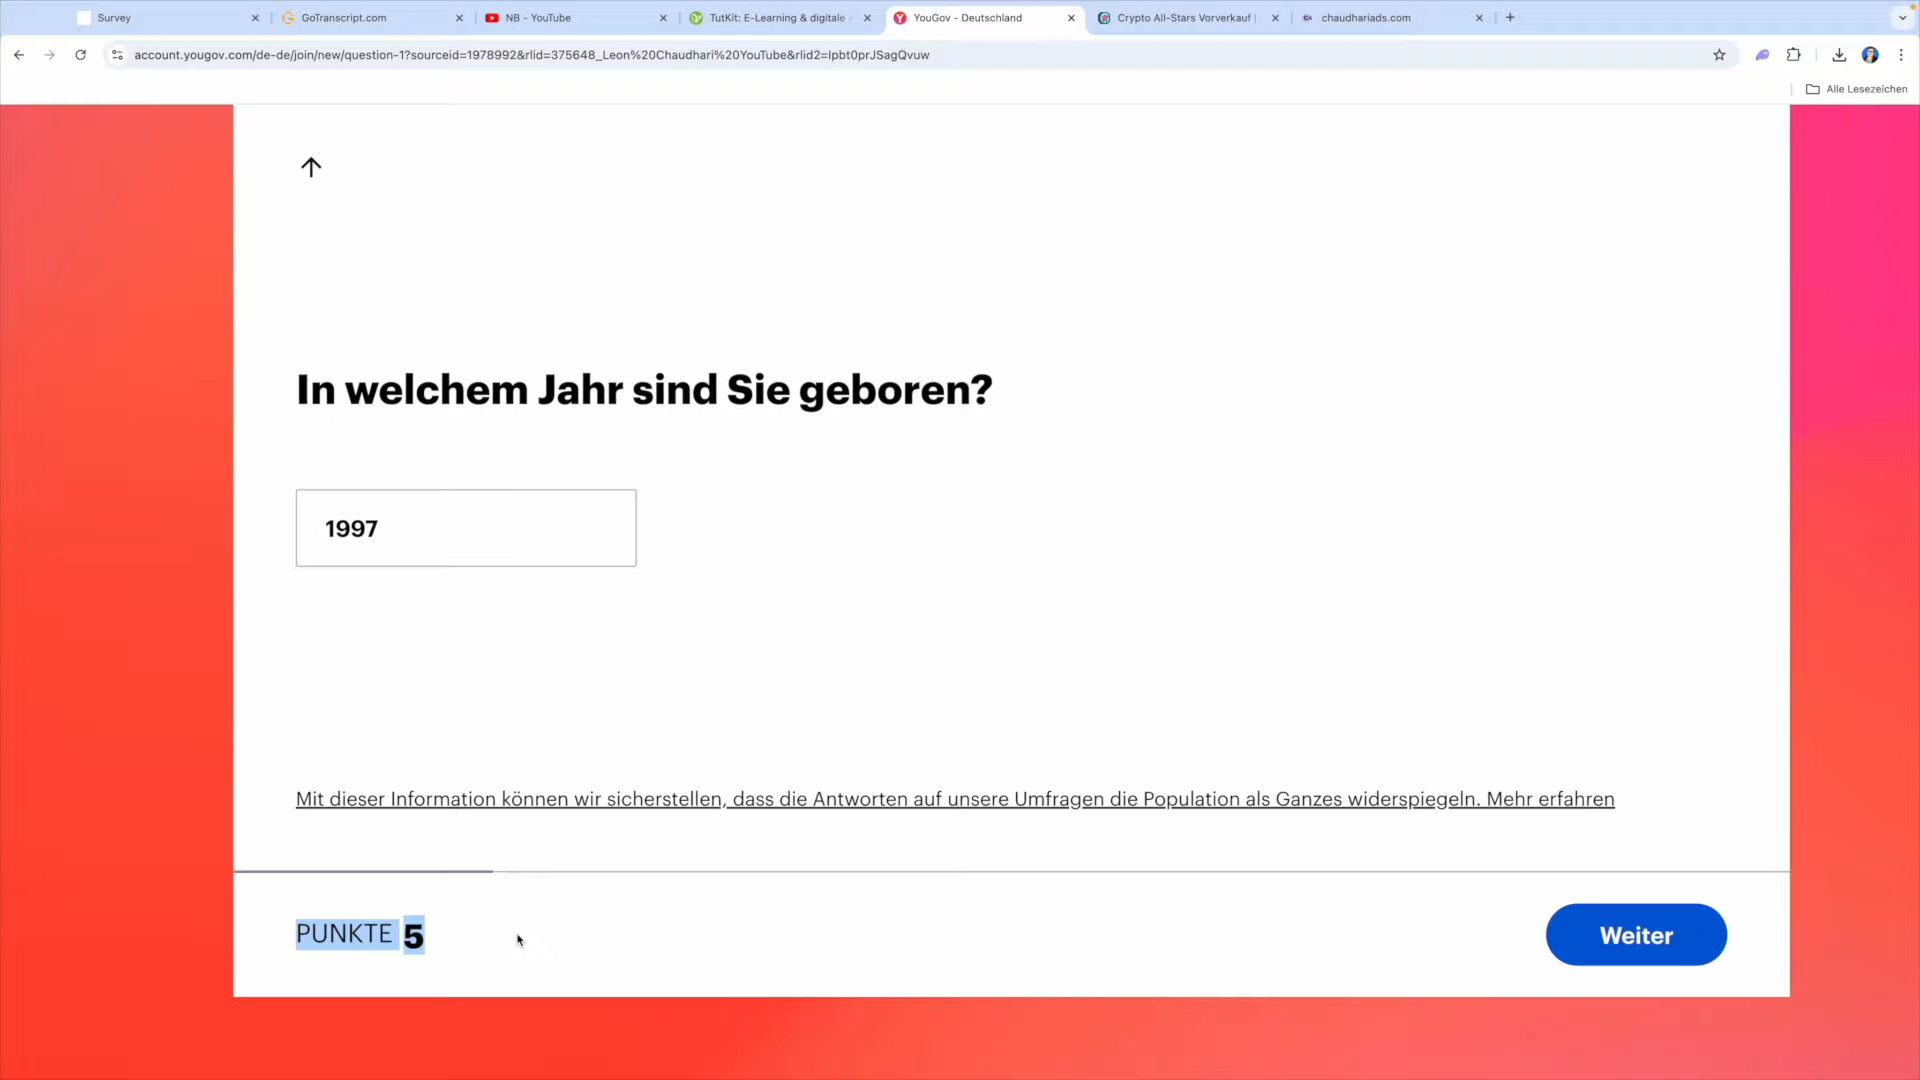 Survey
GoTranscript.com
NB - YouTube
TutKit: E-Learning & digitale
YouGov - Deutschland
Crypto All-Stars Vorverkauf |
chaudhariads.com
account.yougov.com/de-de/join/new/question-1?sourceid=1978992&rlid=375648_Leon%20Chaudhari%20YouTube&rlid2=Ipbt0prJSagQvuw
Alle Lesezeichen
In welchem Jahr sind Sie geboren?
1997
Mit dieser Information können wir sicherstellen, dass die Antworten auf unsere Umfragen die Population als Ganzes widerspiegeln. Mehr erfahren
PUNKTE 5
Weiter